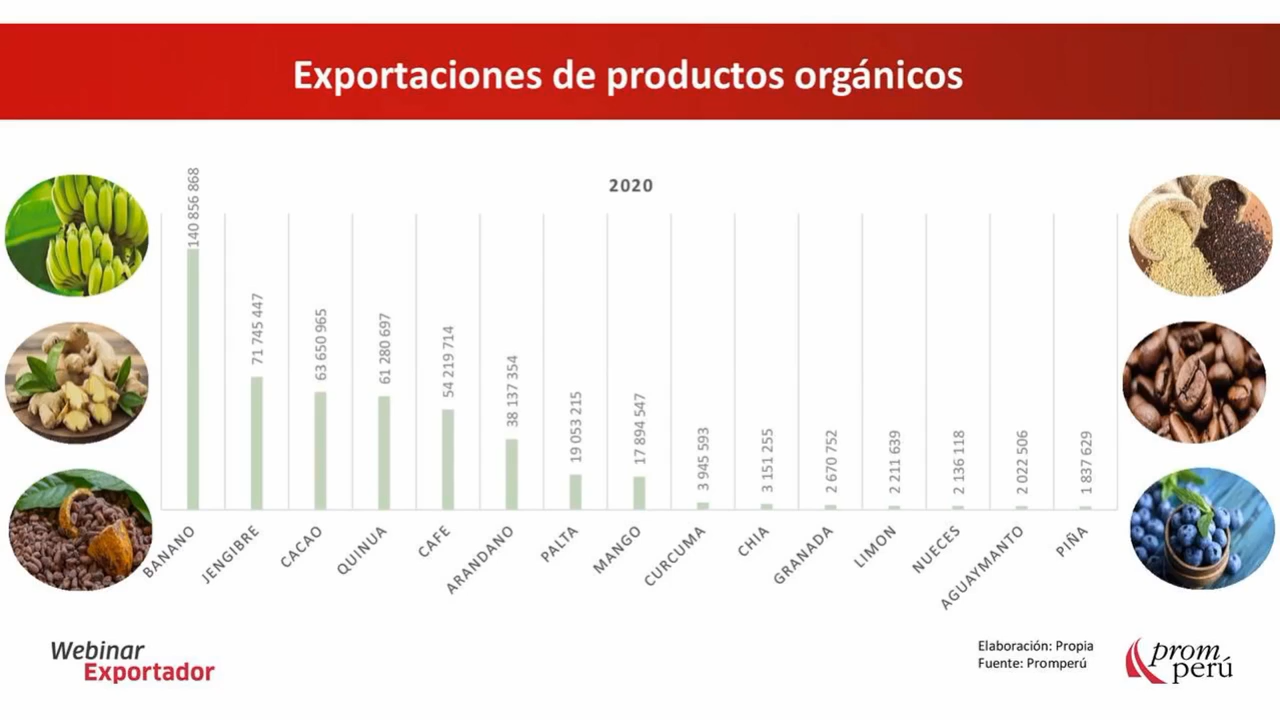 Exportaciones de productos orgánicos
2020
140 856 868
71 745 447
63 650 965
61 280 697
54 219 714
38 137 354
19 053 215
17 894 547
3 945 593
3 151 255
2 670 752
2 211 639
2 136 118
2 022 506
1 837 629
BANANO
JENGIBRE
CACAO
QUINUA
CAFE
ARANDANO
PALTA
MANGO
CURCUMA
CHIA
GRANADA
LIMON
NUECES
AGUAYMANTO
PIÑA
Webinar
Exportador
Elaboración: Propia
Fuente: Promperú
prom
perú